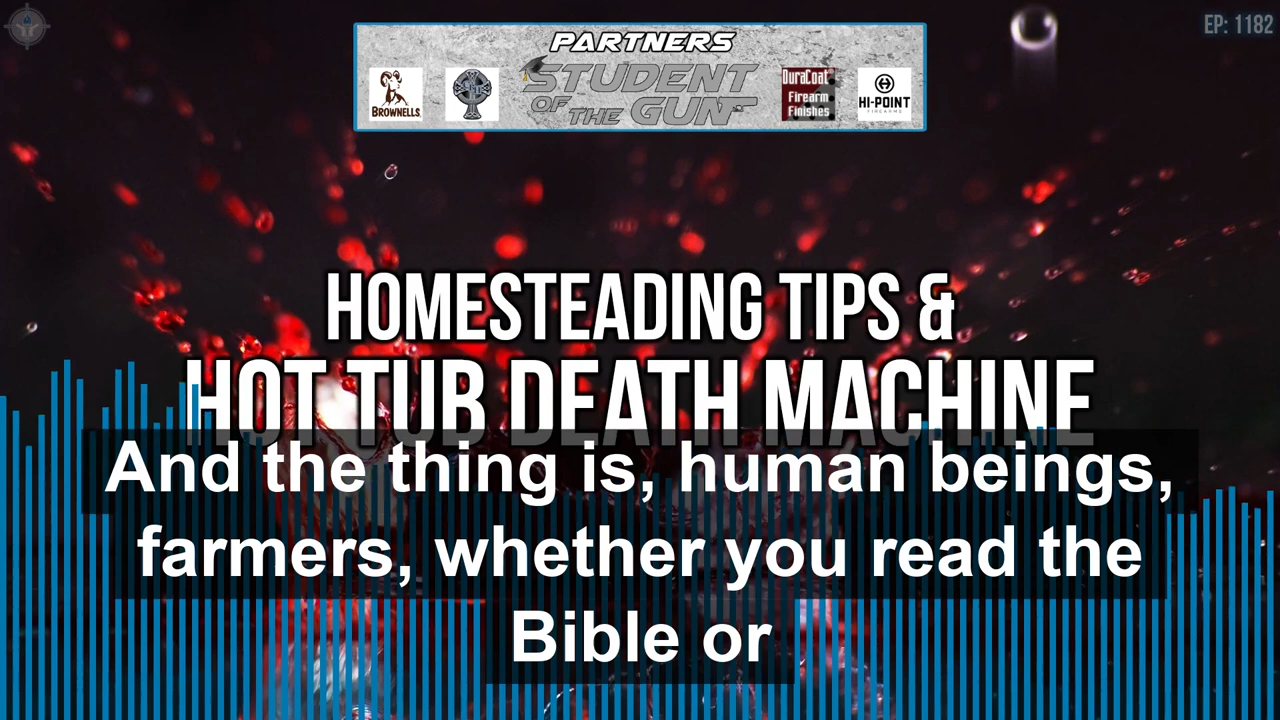 EP: 1182
PARTNERS
STUDENT
OF THE GUN
BROWNELLS
DuraCoat
Firearm
Finishes
HI-POINT
FIREARMS
HOMESTEADING TIPS &
HOT TUB DEATH MACHINE
And the thing is, human beings,
farmers, whether you read the
Bible or